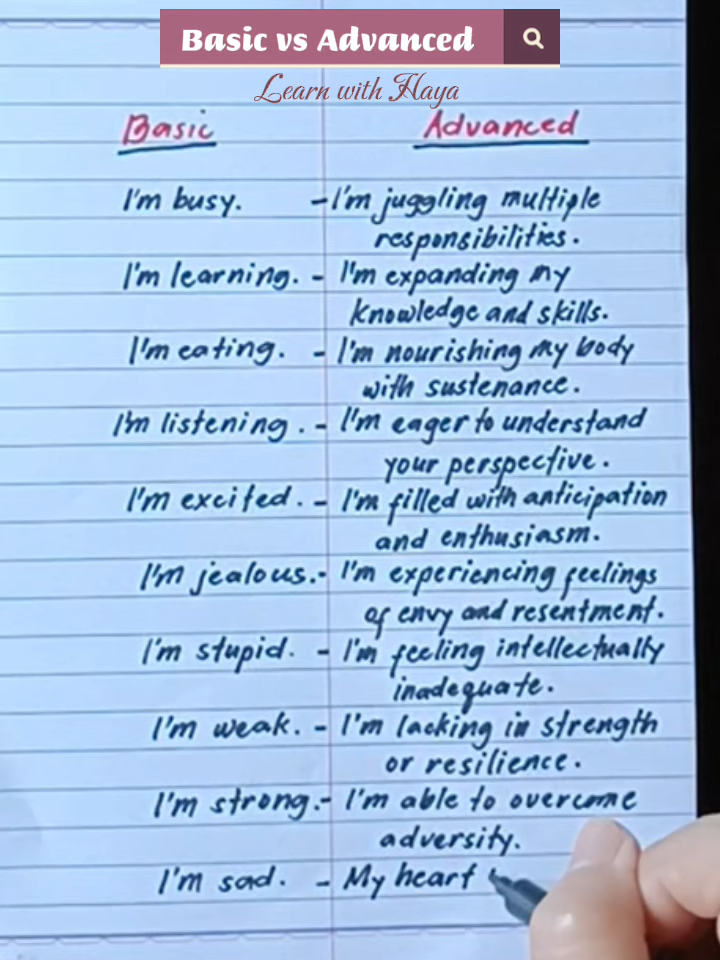 Basic vs Advanced
Learn with Haya
Basic Advanced
I'm busy. - I'm juggling multiple
responsibilities.
I'm learning. - I'm expanding my
knowledge and skills.
I'm eating. - I'm nourishing my body
with sustenance.
I'm listening. - I'm eager to understand
your perspective.
I'm excited. - I'm filled with anticipation
and enthusiasm.
I'm jealous. - I'm experiencing feelings
of envy and resentment.
I'm stupid. - I'm feeling intellectually
inadequate.
I'm weak. - I'm lacking in strength
or resilience.
I'm strong. - I'm able to overcome
adversity.
I'm sad. - My heart